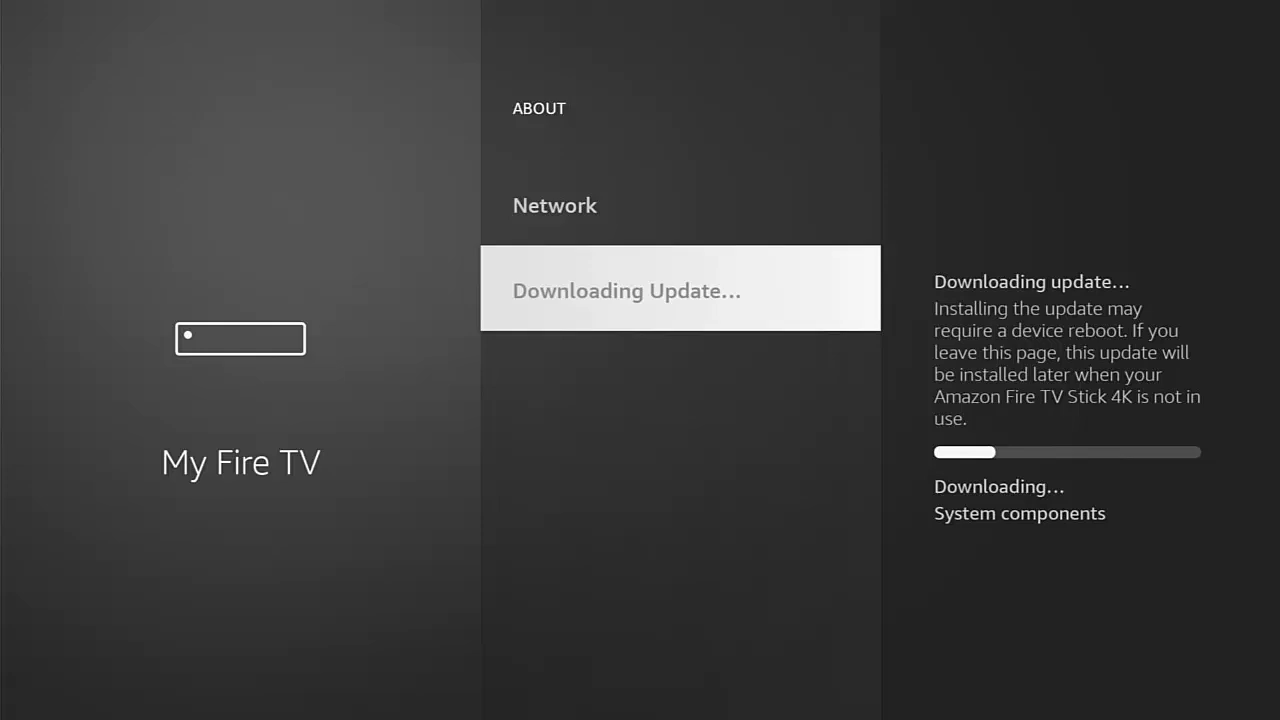 My Fire TV
ABOUT
Network
Downloading Update...
Downloading update...
Installing the update may
require a device reboot. If you
leave this page, this update will
be installed later when your
Amazon Fire TV Stick 4K is not in
use.
Downloading...
System components